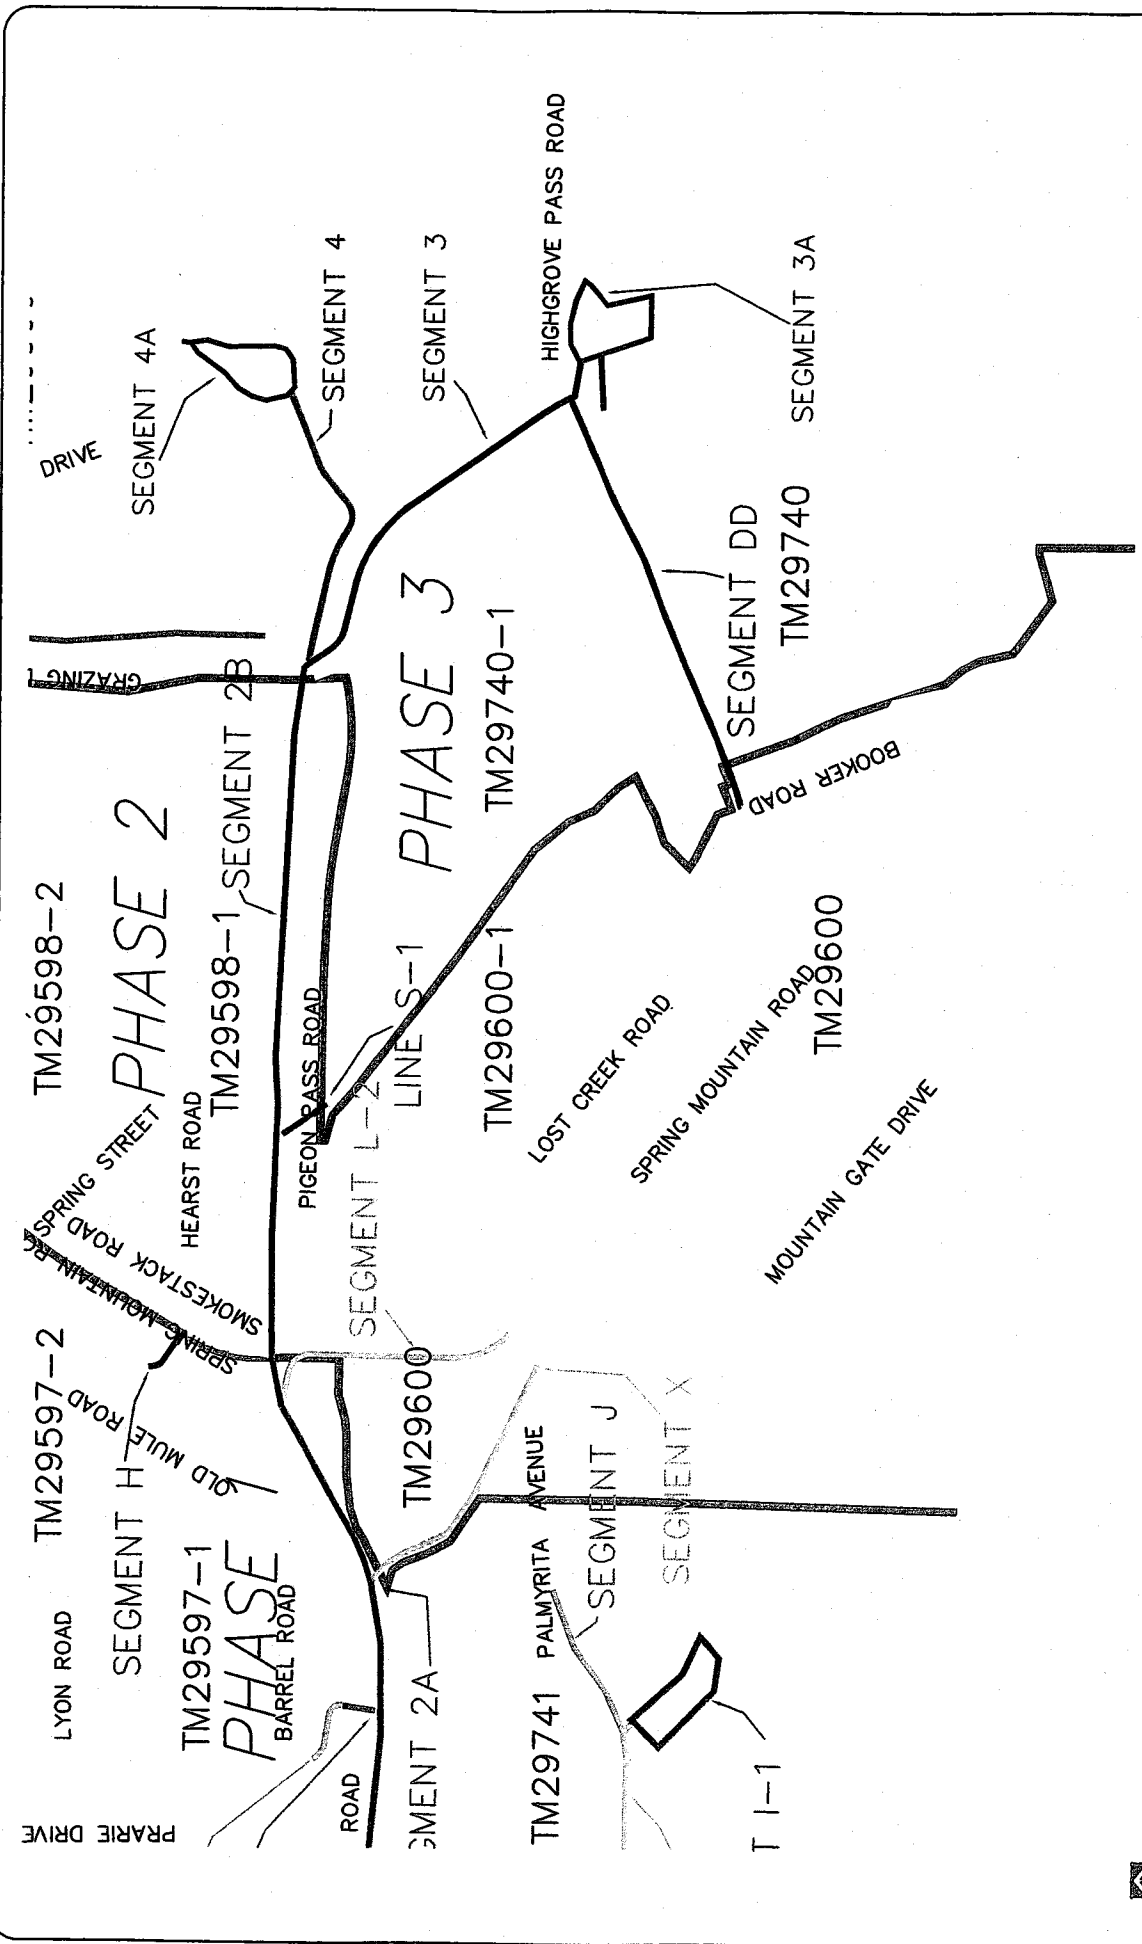 DRIVE
SEGMENT 4A
SEGMENT 4
SEGMENT 3
HIGHGROVE PASS ROAD
SEGMENT 3A
GRAZING
SEGMENT 2B
PHASE 3
TM29740-1
SEGMENT DD
TM29740
BOOKER ROAD
TM29598-2
PHASE 2
TM29598-1
PIGEON PASS ROAD
LINE S-1
TM29600-1
LOST CREEK ROAD
SPRING MOUNTAIN ROAD
TM29600
MOUNTAIN GATE DRIVE
SPRING STREET
SMOKESTACK ROAD
SPRING MOUNTAIN
HEARST ROAD
SEGMENT L-2
TM29600
TM29597-2
OLD MULE ROAD
SEGMENT H
LYON ROAD
TM29597-1
PHASE 1
BARREL ROAD
PALMYRITA AVENUE
SEGMENT J
SEGMENT X
PRARIE DRIVE
ROAD
GMENT 2A
TM29741
T I-1